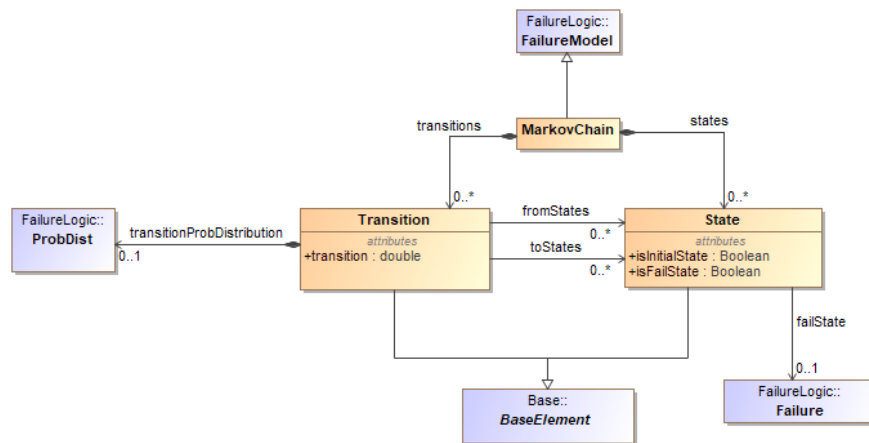 FailureLogic::
FailureModel
transitions
MarkovChain
states
0..*
0..*
FailureLogic::
ProbDist
transitionProbDistribution
0..1
Transition
attributes
+transition : double
fromStates
0..*
toStates
0..*
State
attributes
+isInitialState : Boolean
+isFailState : Boolean
failState
0..1
Base::
BaseElement
FailureLogic::
Failure